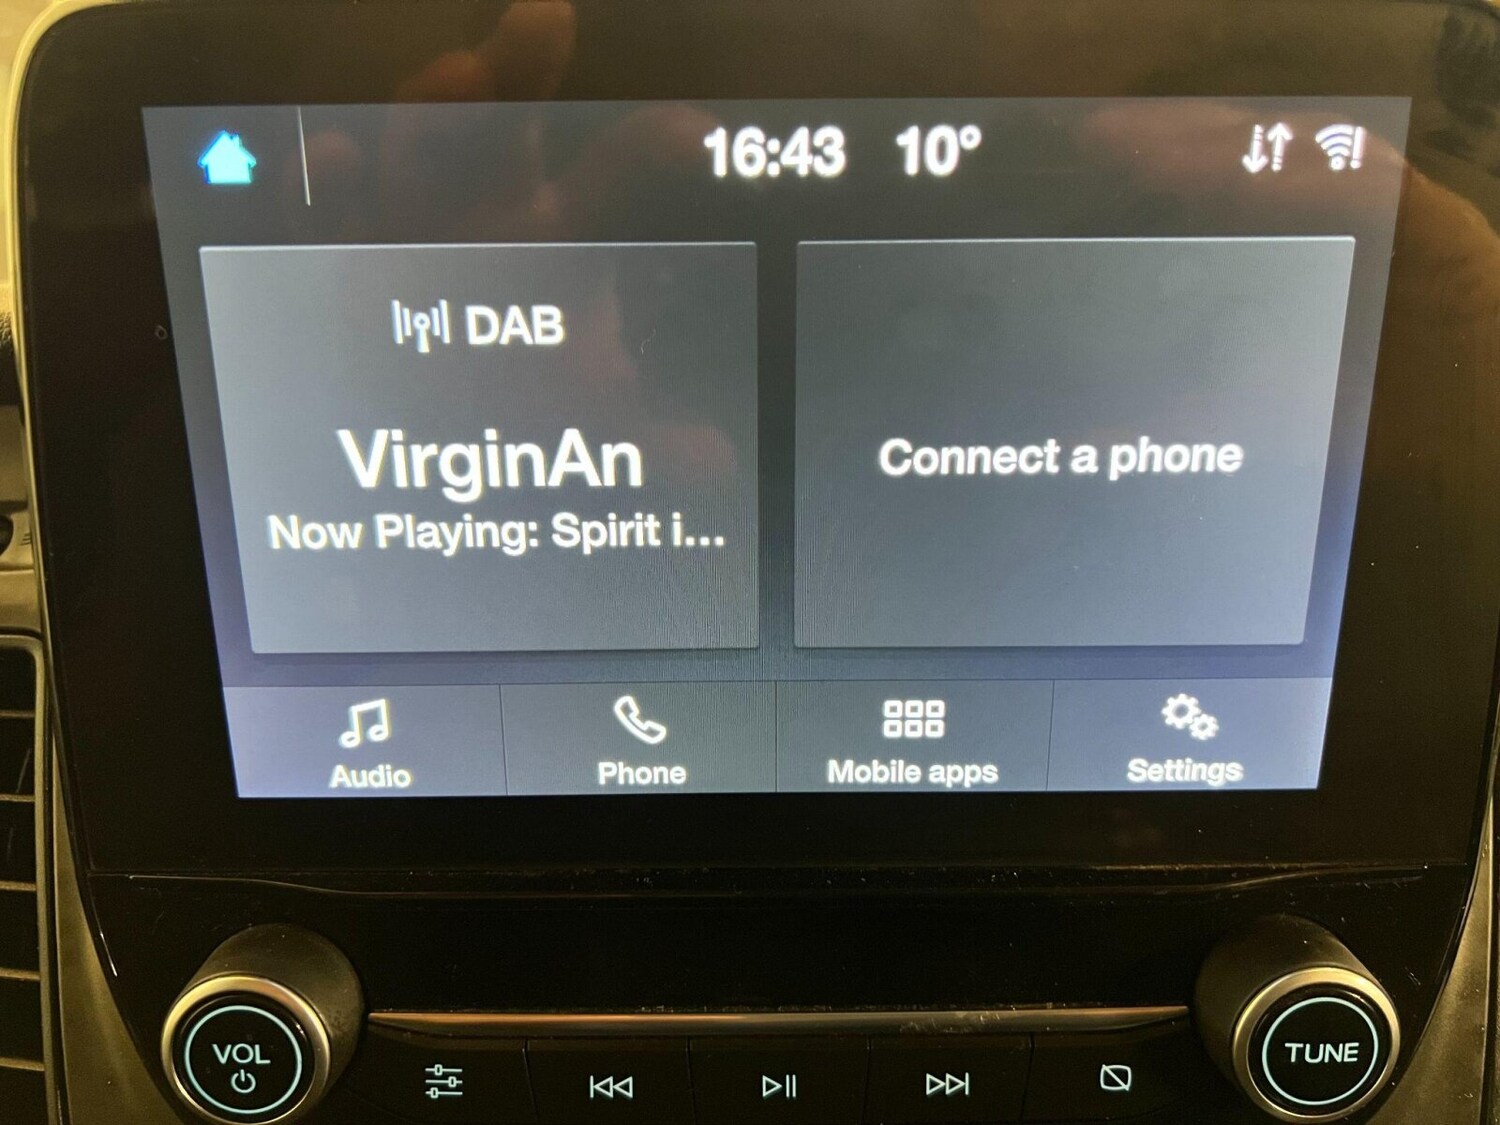 16:43 10°
DAB
VirginAn
Now Playing: Spirit i...
Connect a phone
Audio
Phone
Mobile apps
Settings
VOL
TUNE